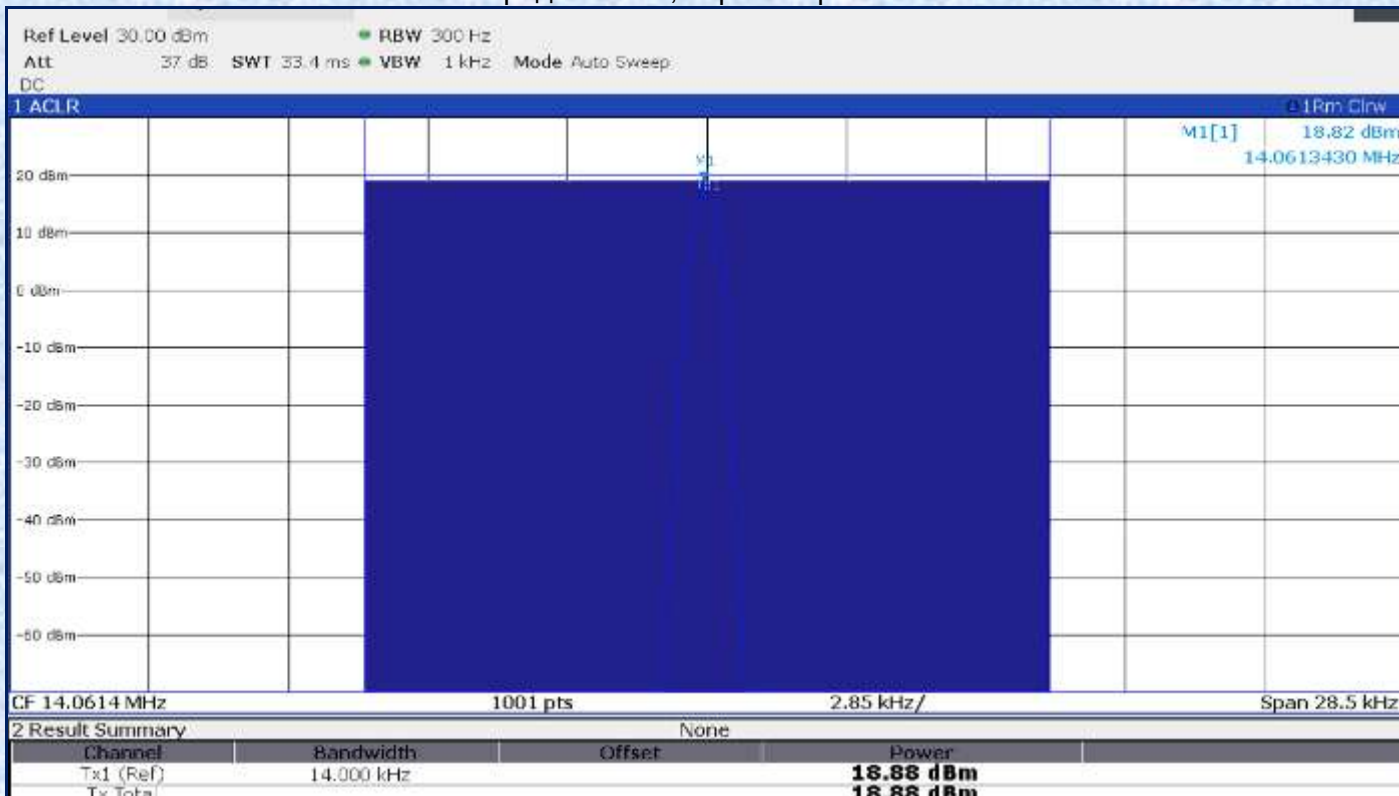 Ref Level 30.00 dBm RBW 300 Hz
Att 37 dB SWT 33.4 ms VBW 1 kHz Mode Auto Sweep
DC
1 ACLR 1Rm Clrw
M1[1] 18.82 dBm
14.0613430 MHz
M1
20 dBm
10 dBm
0 dBm
-10 dBm
-20 dBm
-30 dBm
-40 dBm
-50 dBm
-60 dBm
CF 14.0614 MHz 1001 pts 2.85 kHz/ Span 28.5 kHz
2 Result Summary None
Channel Bandwidth Offset Power
Tx1 (Ref) 14.000 kHz 18.88 dBm
Tx Total 18.88 dBm